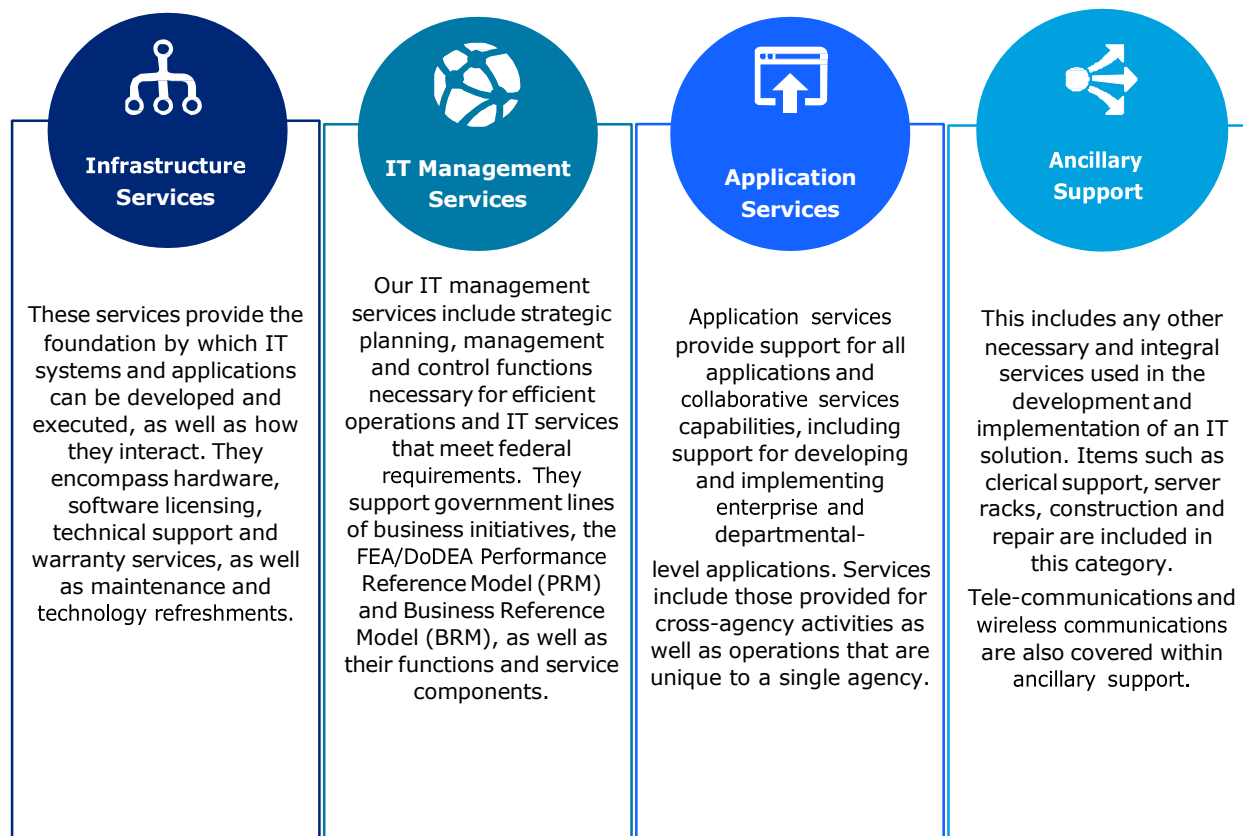 Infrastructure
Services
These services provide the
foundation by which IT
systems and applications
can be developed and
executed, as well as how
they interact. They
encompass hardware,
software licensing,
technical support and
warranty services, as well
as maintenance and
technology refreshments.
IT Management
Services
Our IT management
services include strategic
planning, management
and control functions
necessary for efficient
operations and IT services
that meet federal
requirements. They
support government lines
of business initiatives, the
FEA/DoDEA Performance
Reference Model (PRM)
and Business Reference
Model (BRM), as well as
their functions and service
components.
Application
Services
Application services
provide support for all
applications and
collaborative services
capabilities, including
support for developing
and implementing
enterprise and
departmental-
level applications. Services
include those provided for
cross-agency activities as
well as operations that are
unique to a single agency.
Ancillary
Support
This includes any other
necessary and integral
services used in the
development and
implementation of an IT
solution. Items such as
clerical support, server
racks, construction and
repair are included in
this category.
Tele-communications and
wireless communications
are also covered within
ancillary support.